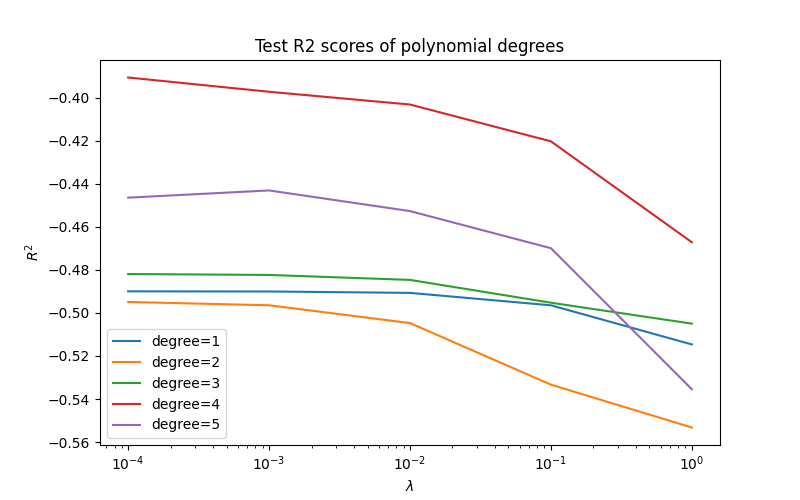 Test R2 scores of polynomial degrees
−0.40
−0.42
−0.44
−0.46
−0.48
−0.50
−0.52
−0.54
−0.56
R²
degree=1
degree=2
degree=3
degree=4
degree=5
10⁻⁴ 10⁻³ 10⁻² 10⁻¹ 10⁰
λ